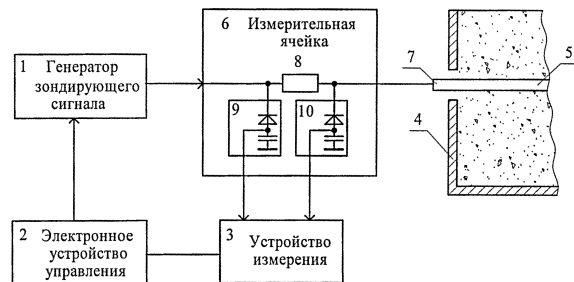 6 Измерительная
ячейка
8
1 Генератор
зондирующего
сигнала
9
10
7
5
4
2 Электронное
устройство
управления
3
Устройство
измерения